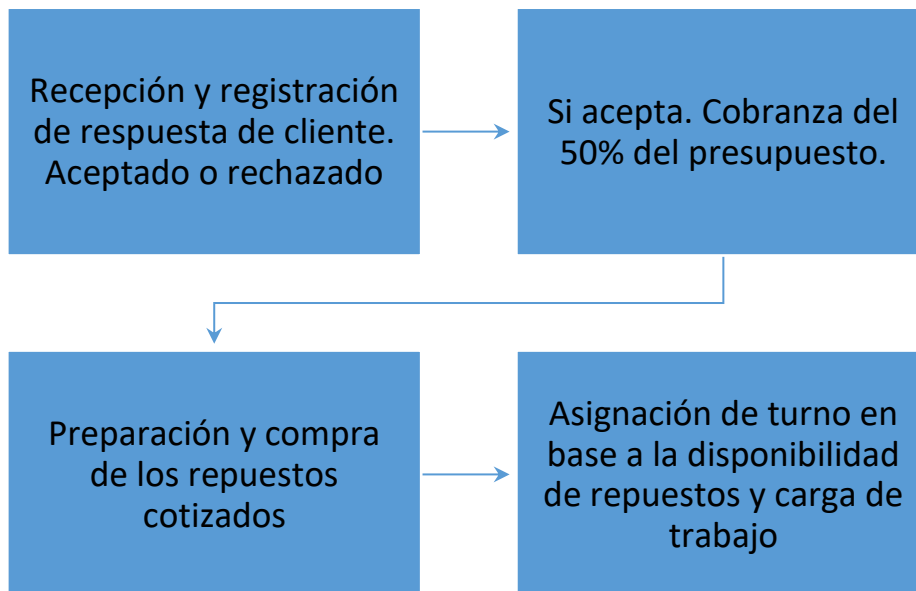 Recepción y registración
de respuesta de cliente.
Aceptado o rechazado
Si acepta. Cobranza del
50% del presupuesto.
Preparación y compra
de los repuestos
cotizados
Asignación de turno en
base a la disponibilidad
de repuestos y carga de
trabajo